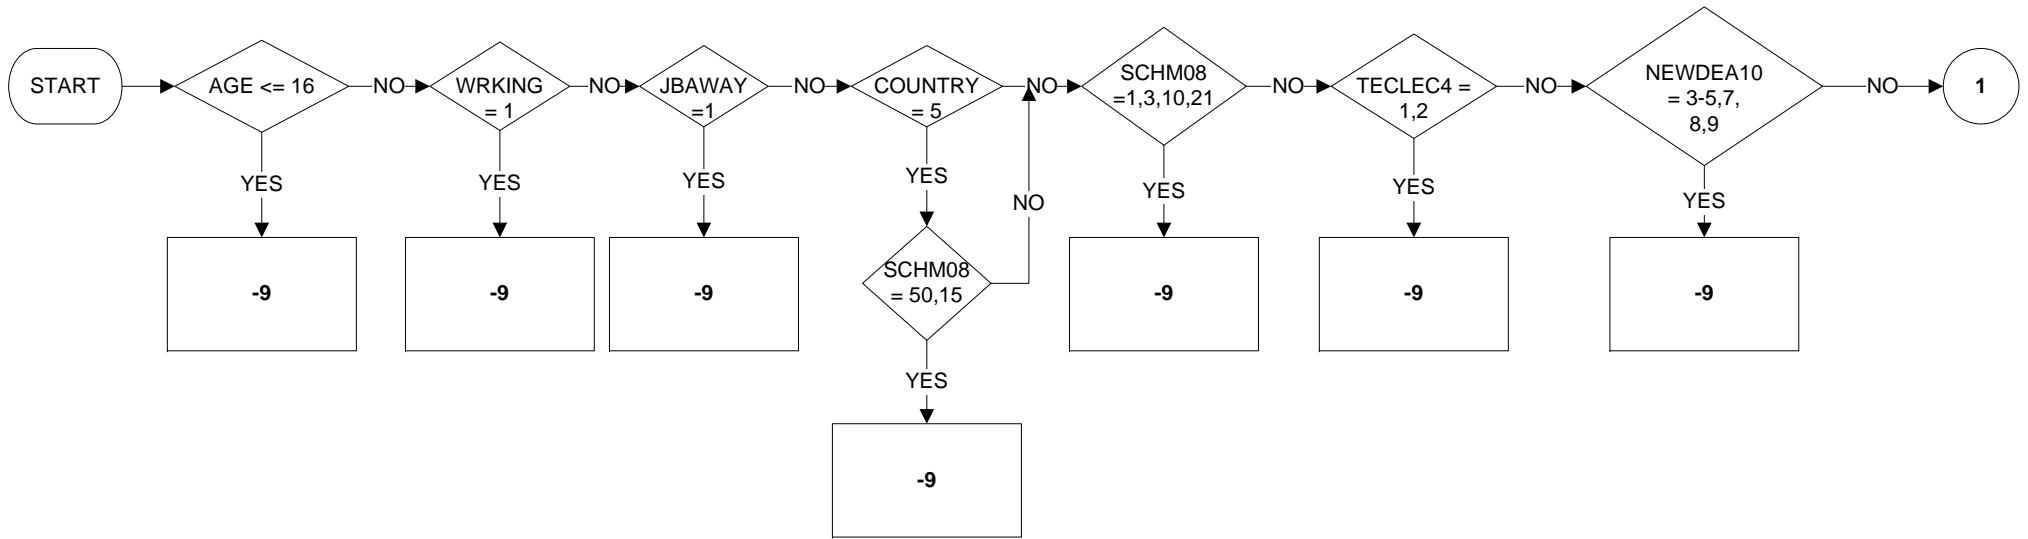 START
AGE <= 16
NO
WRKING
= 1
NO
JBAWAY
=1
NO
COUNTRY
= 5
NO
SCHM08
=1,3,10,21
NO
TECLEC4 =
1,2
NO
NEWDEA10
= 3-5,7,
8,9
NO
1
YES
YES
YES
YES
NO
YES
YES
YES
-9
-9
-9
SCHM08
= 50,15
-9
-9
-9
YES
-9